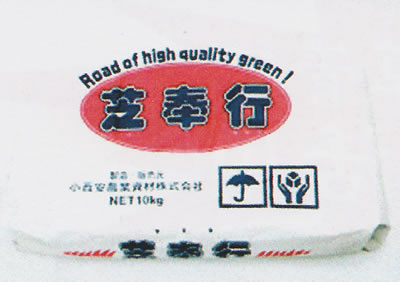 Road of high quality green!
芝奉行
製造 販売元
小西安農業資材株式会社
NET10kg
芝奉行